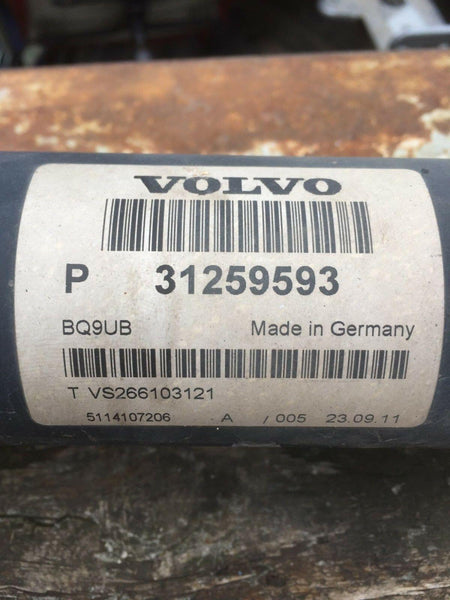 VOLVO
P 31259593
BQ9UB Made in Germany
T VS266103121
5114107206 A / 005 23.09.11